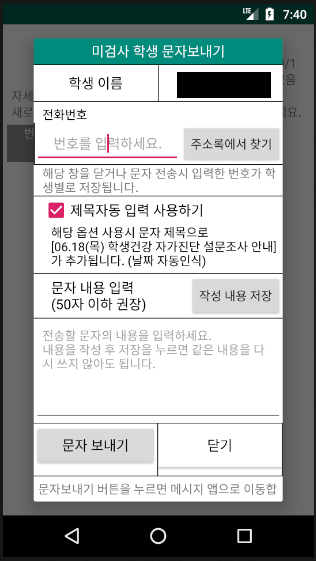 LTE 7:40
미검사 학생 문자보내기
/1
음
자세
새로
요.
번
학생 이름
전화번호
번호를 입력하세요.
주소록에서 찾기
해당 창을 닫거나 문자 전송시 입력한 번호가 학
생별로 저장됩니다.
제목자동 입력 사용하기
해당 옵션 사용시 문자 제목으로
[06.18(목) 학생건강 자가진단 설문조사 안내]
가 추가됩니다. (날짜 자동인식)
문자 내용 입력
(50자 이하 권장)
작성 내용 저장
전송할 문자의 내용을 입력하세요.
내용을 작성 후 저장을 누르면 같은 내용을 다
시 쓰지 않아도 됩니다.
문자 보내기
닫기
문자보내기 버튼을 누르면 메시지 앱으로 이동합